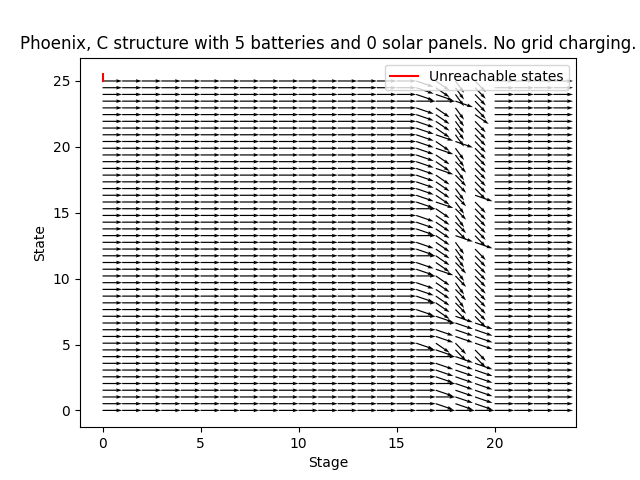 Phoenix, C structure with 5 batteries and 0 solar panels. No grid charging.
Unreachable states
25
20
15
10
5
0
State
0 5 10 15 20
Stage